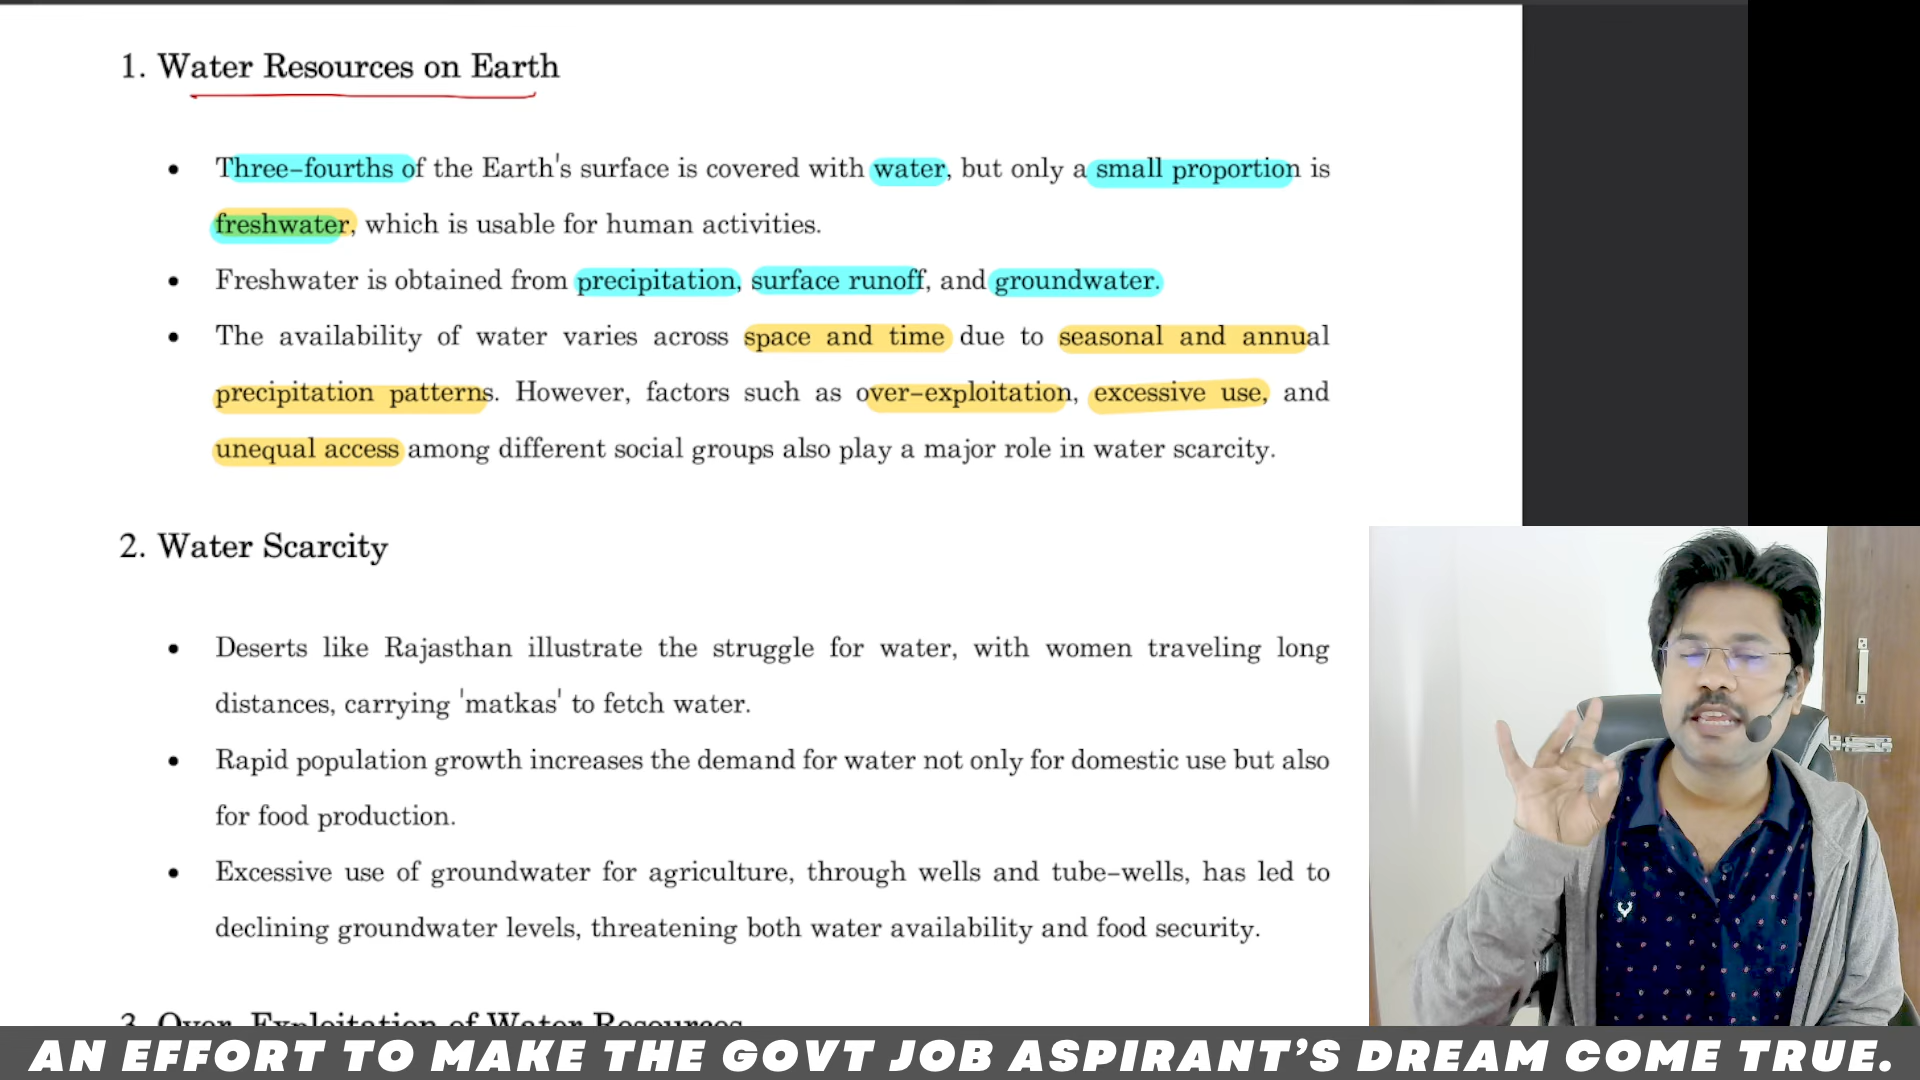 1. Water Resources on Earth
• Three-fourths of the Earth's surface is covered with water, but only a small proportion is
freshwater, which is usable for human activities.
• Freshwater is obtained from precipitation, surface runoff, and groundwater.
• The availability of water varies across space and time due to seasonal and annual
precipitation patterns. However, factors such as over-exploitation, excessive use, and
unequal access among different social groups also play a major role in water scarcity.
2. Water Scarcity
• Deserts like Rajasthan illustrate the struggle for water, with women traveling long
distances, carrying 'matkas' to fetch water.
• Rapid population growth increases the demand for water not only for domestic use but also
for food production.
• Excessive use of groundwater for agriculture, through wells and tube-wells, has led to
declining groundwater levels, threatening both water availability and food security.
3. Over-Exploitation of Water Resources
AN EFFORT TO MAKE THE GOVT JOB ASPIRANT'S DREAM COME TRUE.